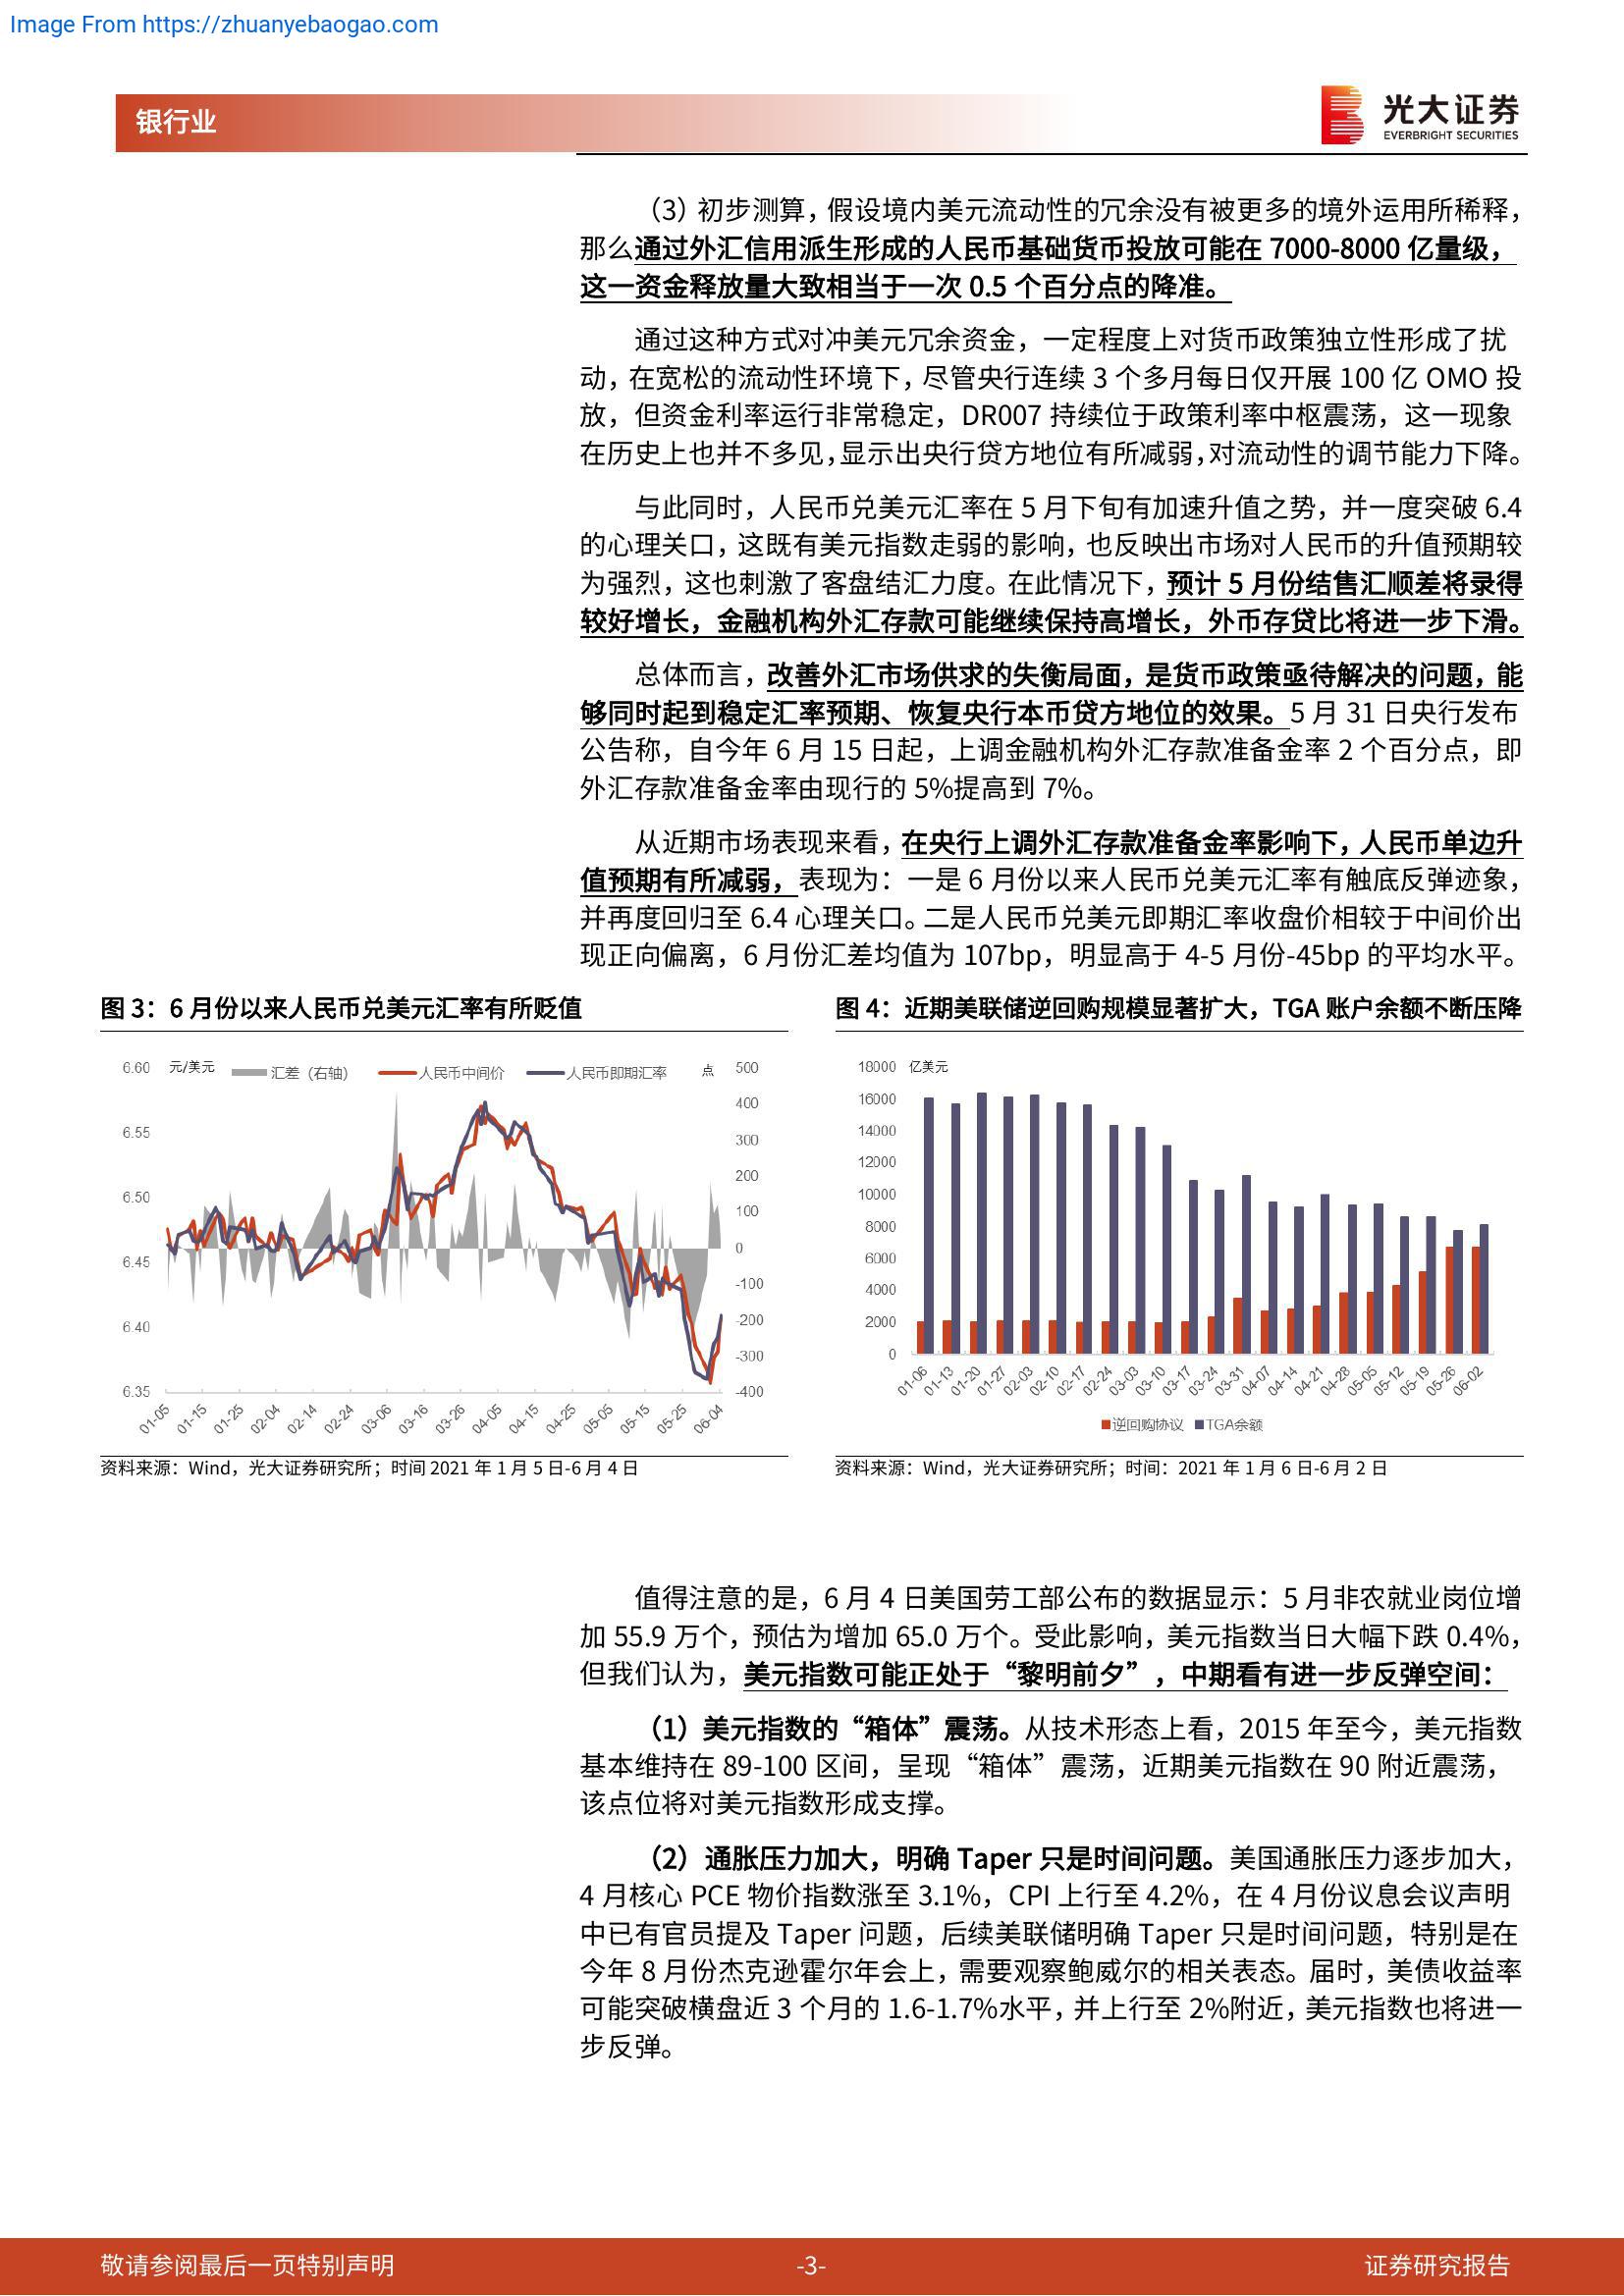 Image From https://zhuanyebaogao.com
银行业
光大证券
EVERBRIGHT SECURITIES
（3）初步测算，假设境内美元流动性的冗余没有被更多的境外运用所稀释，
那么通过外汇信用派生形成的人民币基础货币投放可能在 7000-8000 亿量级，
这一资金释放量大致相当于一次 0.5 个百分点的降准。
通过这种方式对冲美元冗余资金，一定程度上对货币政策独立性形成了扰
动，在宽松的流动性环境下，尽管央行连续 3 个多月每日仅开展 100 亿 OMO 投
放，但资金利率运行非常稳定，DR007 持续位于政策利率中枢震荡，这一现象
在历史上也并不多见，显示出央行贷方地位有所减弱，对流动性的调节能力下降。
与此同时，人民币兑美元汇率在 5 月下旬有加速升值之势，并一度突破 6.4
的心理关口，这既有美元指数走弱的影响，也反映出市场对人民币的升值预期较
为强烈，这也刺激了客盘结汇力度。在此情况下，预计 5 月份结售汇顺差将录得
较好增长，金融机构外汇存款可能继续保持高增长，外币存贷比将进一步下滑。
总体而言，改善外汇市场供求的失衡局面，是货币政策亟待解决的问题，能
够同时起到稳定汇率预期、恢复央行本币贷方地位的效果。5 月 31 日央行发布
公告称，自今年 6 月 15 日起，上调金融机构外汇存款准备金率 2 个百分点，即
外汇存款准备金率由现行的 5%提高到 7%。
从近期市场表现来看，在央行上调外汇存款准备金率影响下，人民币单边升
值预期有所减弱，表现为：一是 6 月份以来人民币兑美元汇率有触底反弹迹象，
并再度回归至 6.4 心理关口。二是人民币兑美元即期汇率收盘价相较于中间价出
现正向偏离，6 月份汇差均值为 107bp，明显高于 4-5 月份-45bp 的平均水平。
图 3：6 月份以来人民币兑美元汇率有所贬值
元/美元
汇差（右轴）
人民币中间价
人民币即期汇率
点
6.60
6.55
6.50
6.45
6.40
6.35
500
400
300
200
100
0
-100
-200
-300
-400
01-05
01-15
01-25
02-04
02-14
02-24
03-06
03-16
03-26
04-05
04-15
04-25
05-05
05-15
05-25
06-04
资料来源：Wind，光大证券研究所；时间 2021 年 1 月 5 日-6 月 4 日
图 4：近期美联储逆回购规模显著扩大，TGA 账户余额不断压降
亿美元
18000
16000
14000
12000
10000
8000
6000
4000
2000
0
01-06
01-13
01-20
01-27
02-03
02-10
02-17
02-24
03-03
03-10
03-17
03-24
03-31
04-07
04-14
04-21
04-28
05-05
05-12
05-19
05-26
06-02
逆回购协议
TGA余额
资料来源：Wind，光大证券研究所；时间：2021 年 1 月 6 日-6 月 2 日
值得注意的是，6 月 4 日美国劳工部公布的数据显示：5 月非农就业岗位增
加 55.9 万个，预估为增加 65.0 万个。受此影响，美元指数当日大幅下跌 0.4%，
但我们认为，美元指数可能正处于“黎明前夕”，中期看有进一步反弹空间：
（1）美元指数的“箱体”震荡。从技术形态上看，2015 年至今，美元指数
基本维持在 89-100 区间，呈现“箱体”震荡，近期美元指数在 90 附近震荡，
该点位将对美元指数形成支撑。
（2）通胀压力加大，明确 Taper 只是时间问题。美国通胀压力逐步加大，
4 月核心 PCE 物价指数涨至 3.1%，CPI 上行至 4.2%，在 4 月份议息会议声明
中已有官员提及 Taper 问题，后续美联储明确 Taper 只是时间问题，特别是在
今年 8 月份杰克逊霍尔年会上，需要观察鲍威尔的相关表态。届时，美债收益率
可能突破横盘近 3 个月的 1.6-1.7%水平，并上行至 2%附近，美元指数也将进一
步反弹。
敬请参阅最后一页特别声明
-3-
证券研究报告